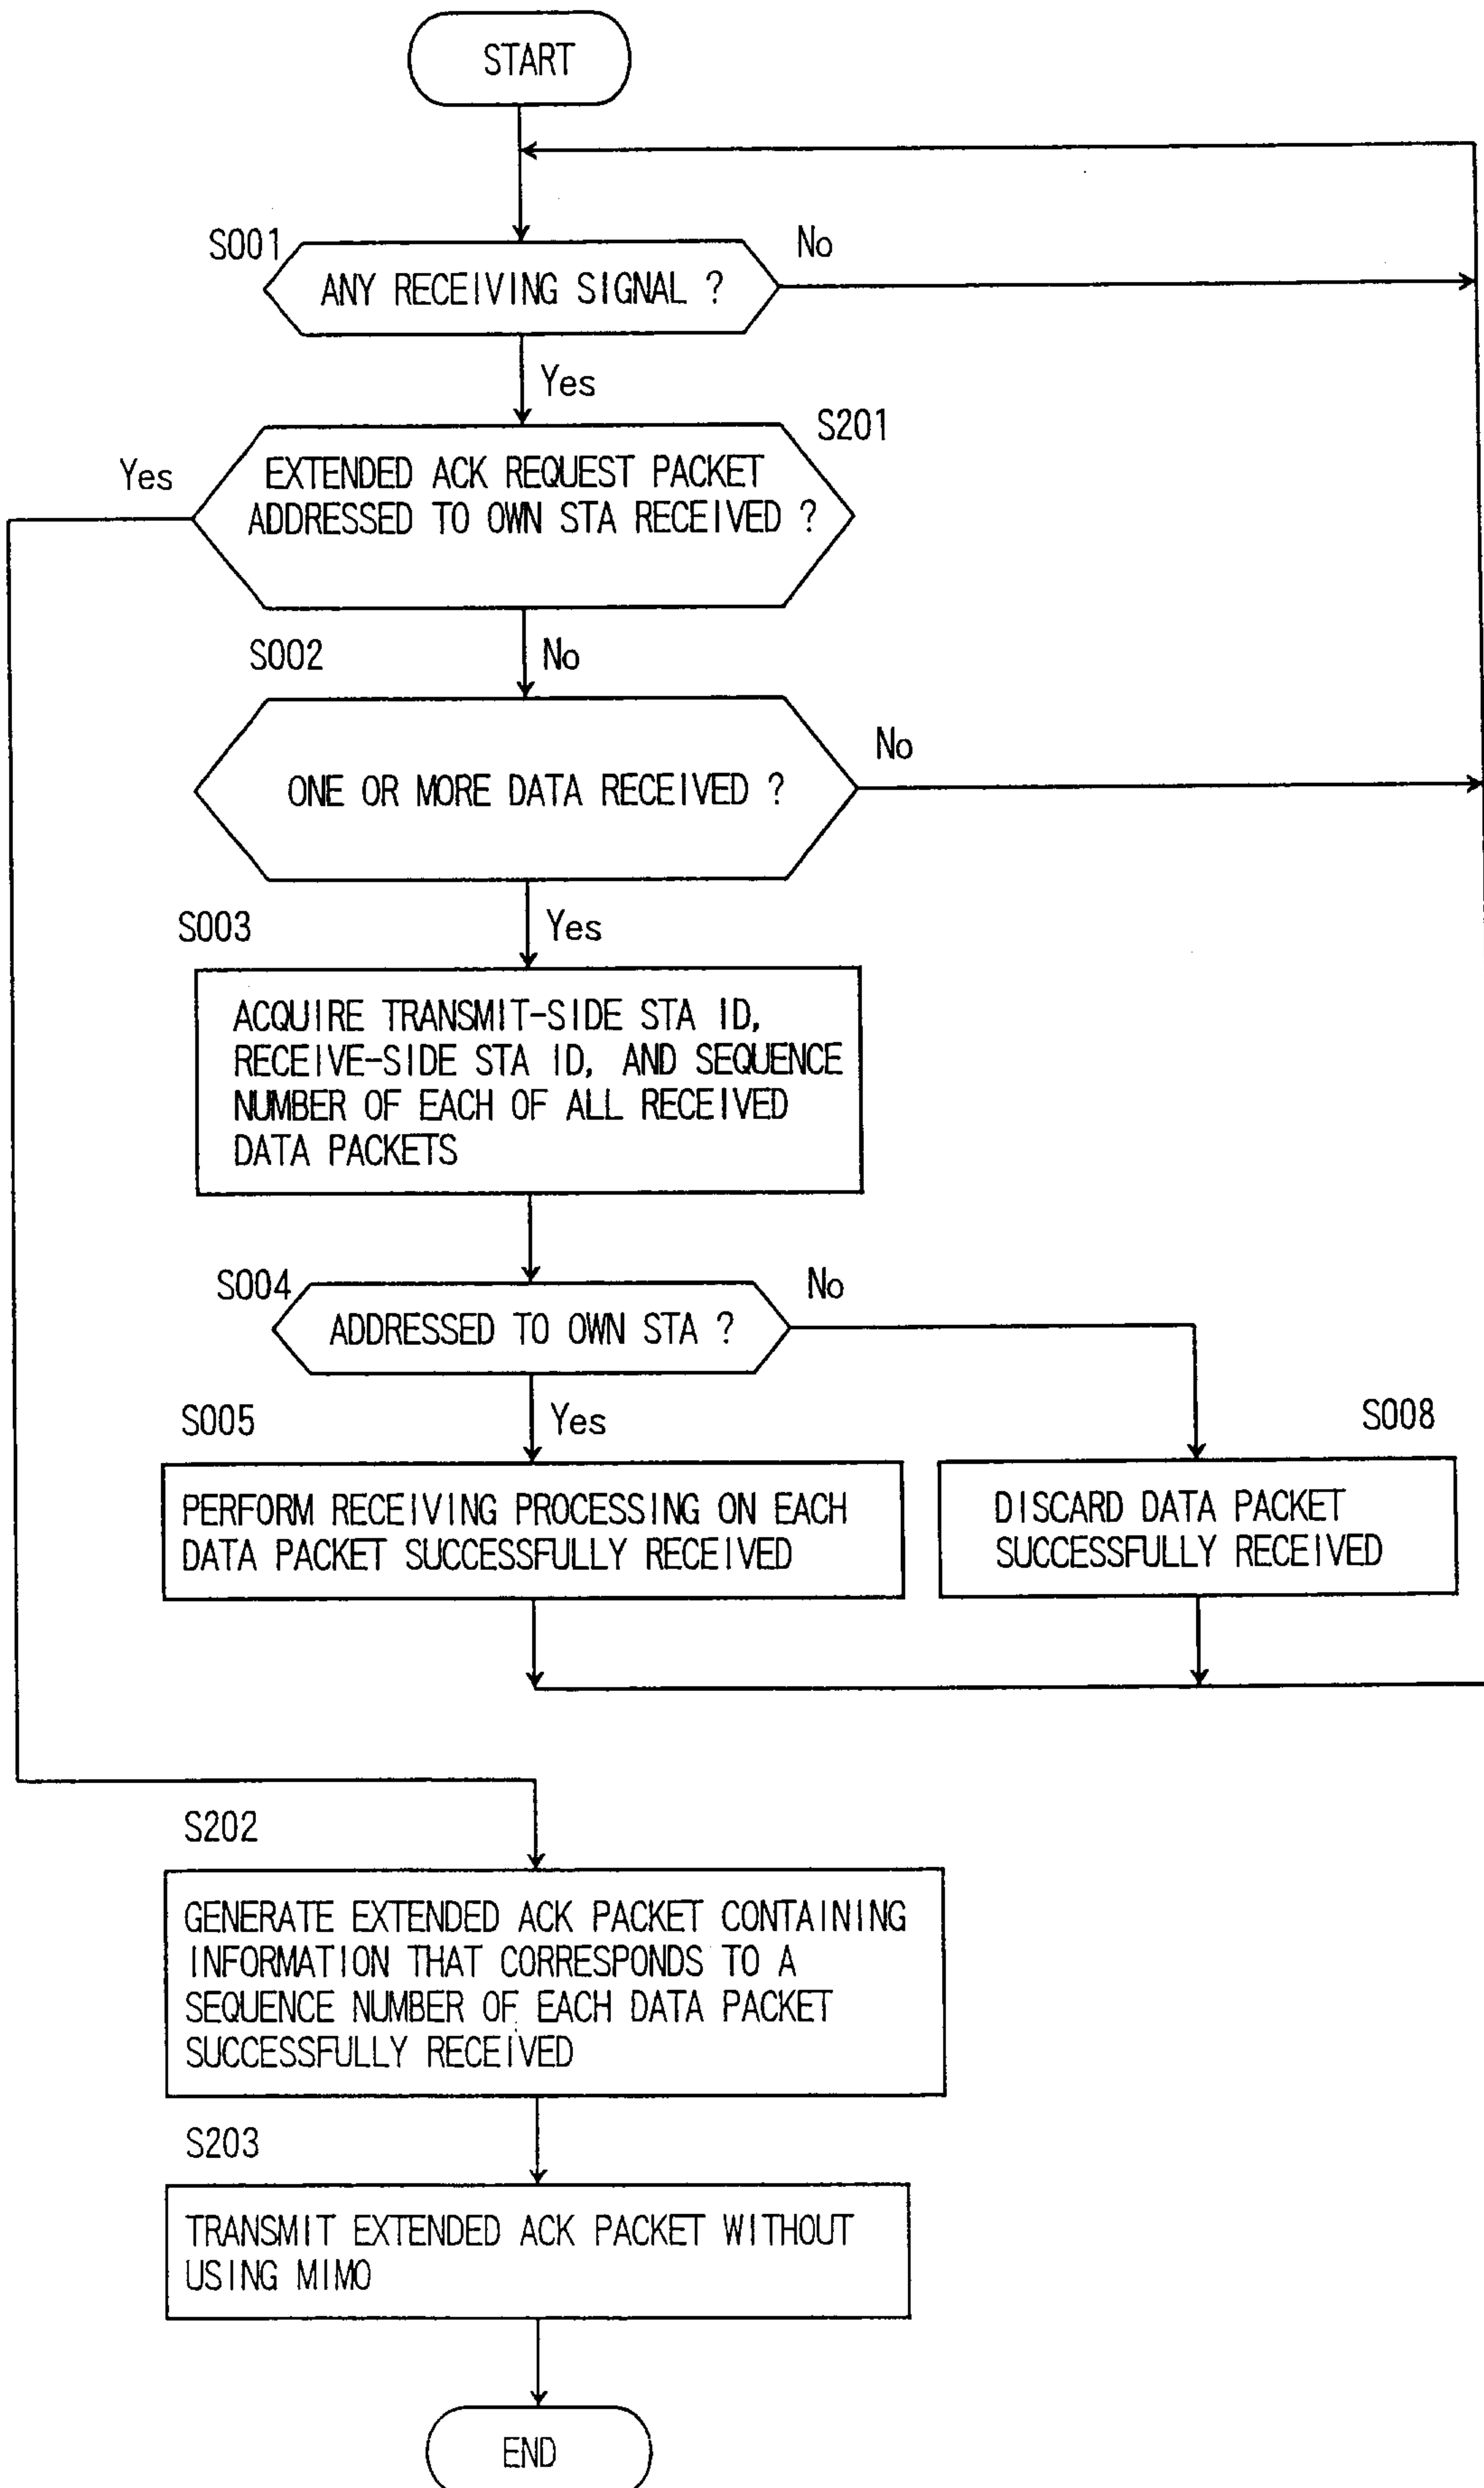 START
S001
No
ANY RECEIVING SIGNAL ?
Yes
S201
Yes
EXTENDED ACK REQUEST PACKET
ADDRESSED TO OWN STA RECEIVED ?
S002
No
No
ONE OR MORE DATA RECEIVED ?
S003
Yes
ACQUIRE TRANSMIT-SIDE STA ID,
RECEIVE-SIDE STA ID, AND SEQUENCE
NUMBER OF EACH OF ALL RECEIVED
DATA PACKETS
S004
No
ADDRESSED TO OWN STA ?
S005
Yes
S008
PERFORM RECEIVING PROCESSING ON EACH
DATA PACKET SUCCESSFULLY RECEIVED
DISCARD DATA PACKET
SUCCESSFULLY RECEIVED
S202
GENERATE EXTENDED ACK PACKET CONTAINING
INFORMATION THAT CORRESPONDS TO A
SEQUENCE NUMBER OF EACH DATA PACKET
SUCCESSFULLY RECEIVED
S203
TRANSMIT EXTENDED ACK PACKET WITHOUT
USING MIMO
END